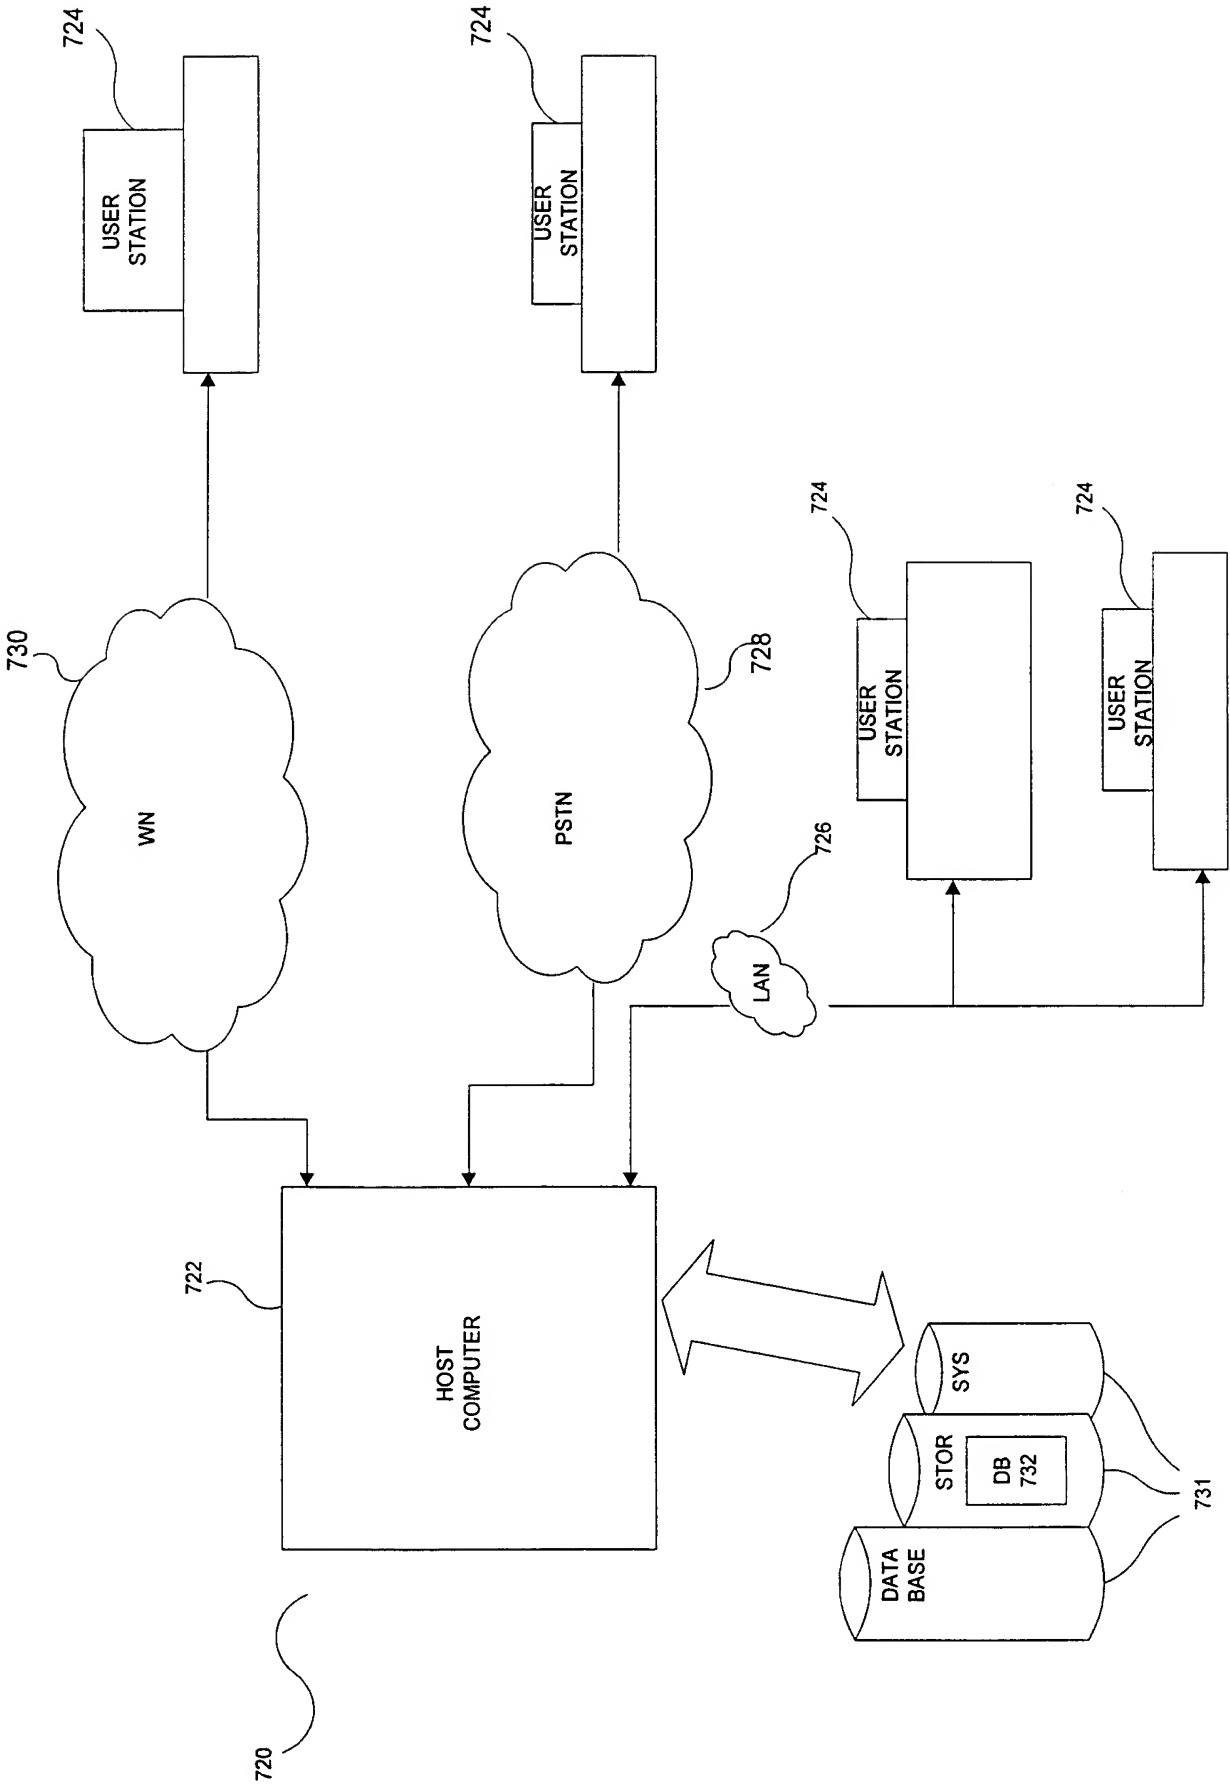 730
724
USER
STATION
WN
722
720
HOST
COMPUTER
724
USER
STATION
PSTN
728
LAN
726
724
USER
STATION
DATA
BASE
STOR
SYS
DB
732
724
USER
STATION
731